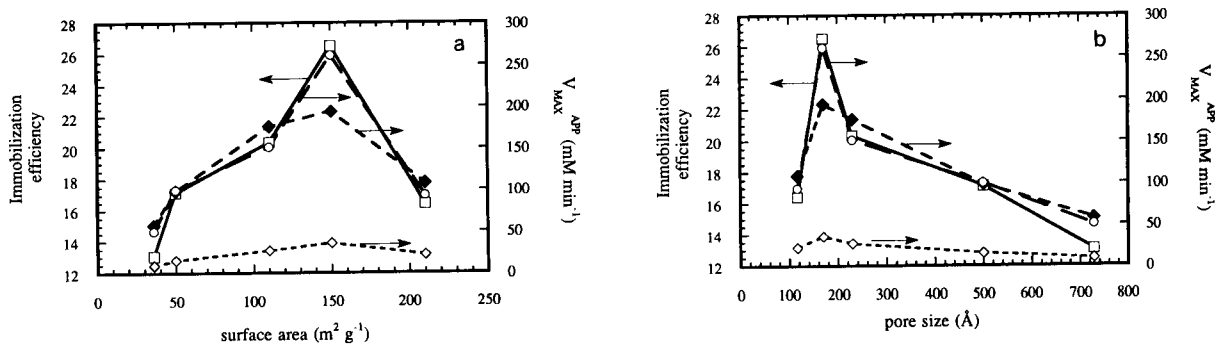 a
28
26
24
22
20
18
16
14
12
Immobilization
efficiency
300
250
200
150
100
50
0
V MAX APP (mM min⁻¹)
0 50 100 150 200 250
surface area (m² g⁻¹)
b
28
26
24
22
20
18
16
14
12
Immobilization
efficiency
300
250
200
150
100
50
0
V MAX APP (mM min⁻¹)
0 100 200 300 400 500 600 700 800
pore size (Å)